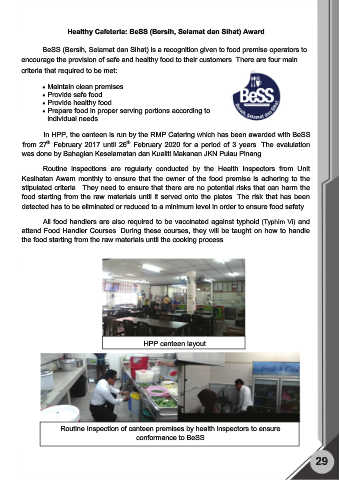 Healthy Cafeteria: BeSS (Bersih, Selamat dan Sihat) Award
BeSS (Bersih, Selamat dan Sihat) is a recognition given to food premise operators to
encourage the provision of safe and healthy food to their customers There are four main
criteria that required to be met:
• Maintain clean premises
• Provide safe food
• Provide healthy food
• Prepare food in proper serving portions according to
individual needs
BeSS
Bersih, Selamat dan Sihat
In HPP, the canteen is run by the RMP Catering which has been awarded with BeSS
from 27th February 2017 until 26th February 2020 for a period of 3 years The evaulation
was done by Bahagian Keselamatan dan Kualiti Makanan JKN Pulau Pinang
Routine inspections are regularly conducted by the Health Inspectors from Unit
Kesihatan Awam monthly to ensure that the owner of the food premise is adhering to the
stipulated criteria They need to ensure that there are no potential risks that can harm the
food starting from the raw materials until it served onto the plates The risk that has been
detected has to be eliminated or reduced to a minimum level in order to ensure food safety
All food handlers are also required to be vaccinated against typhoid (Typhim Vi) and
attend Food Handler Courses During these courses, they will be taught on how to handle
the food starting from the raw materials until the cooking process
HPP canteen layout
Routine inspection of canteen premises by health inspectors to ensure
conformance to BeSS
29